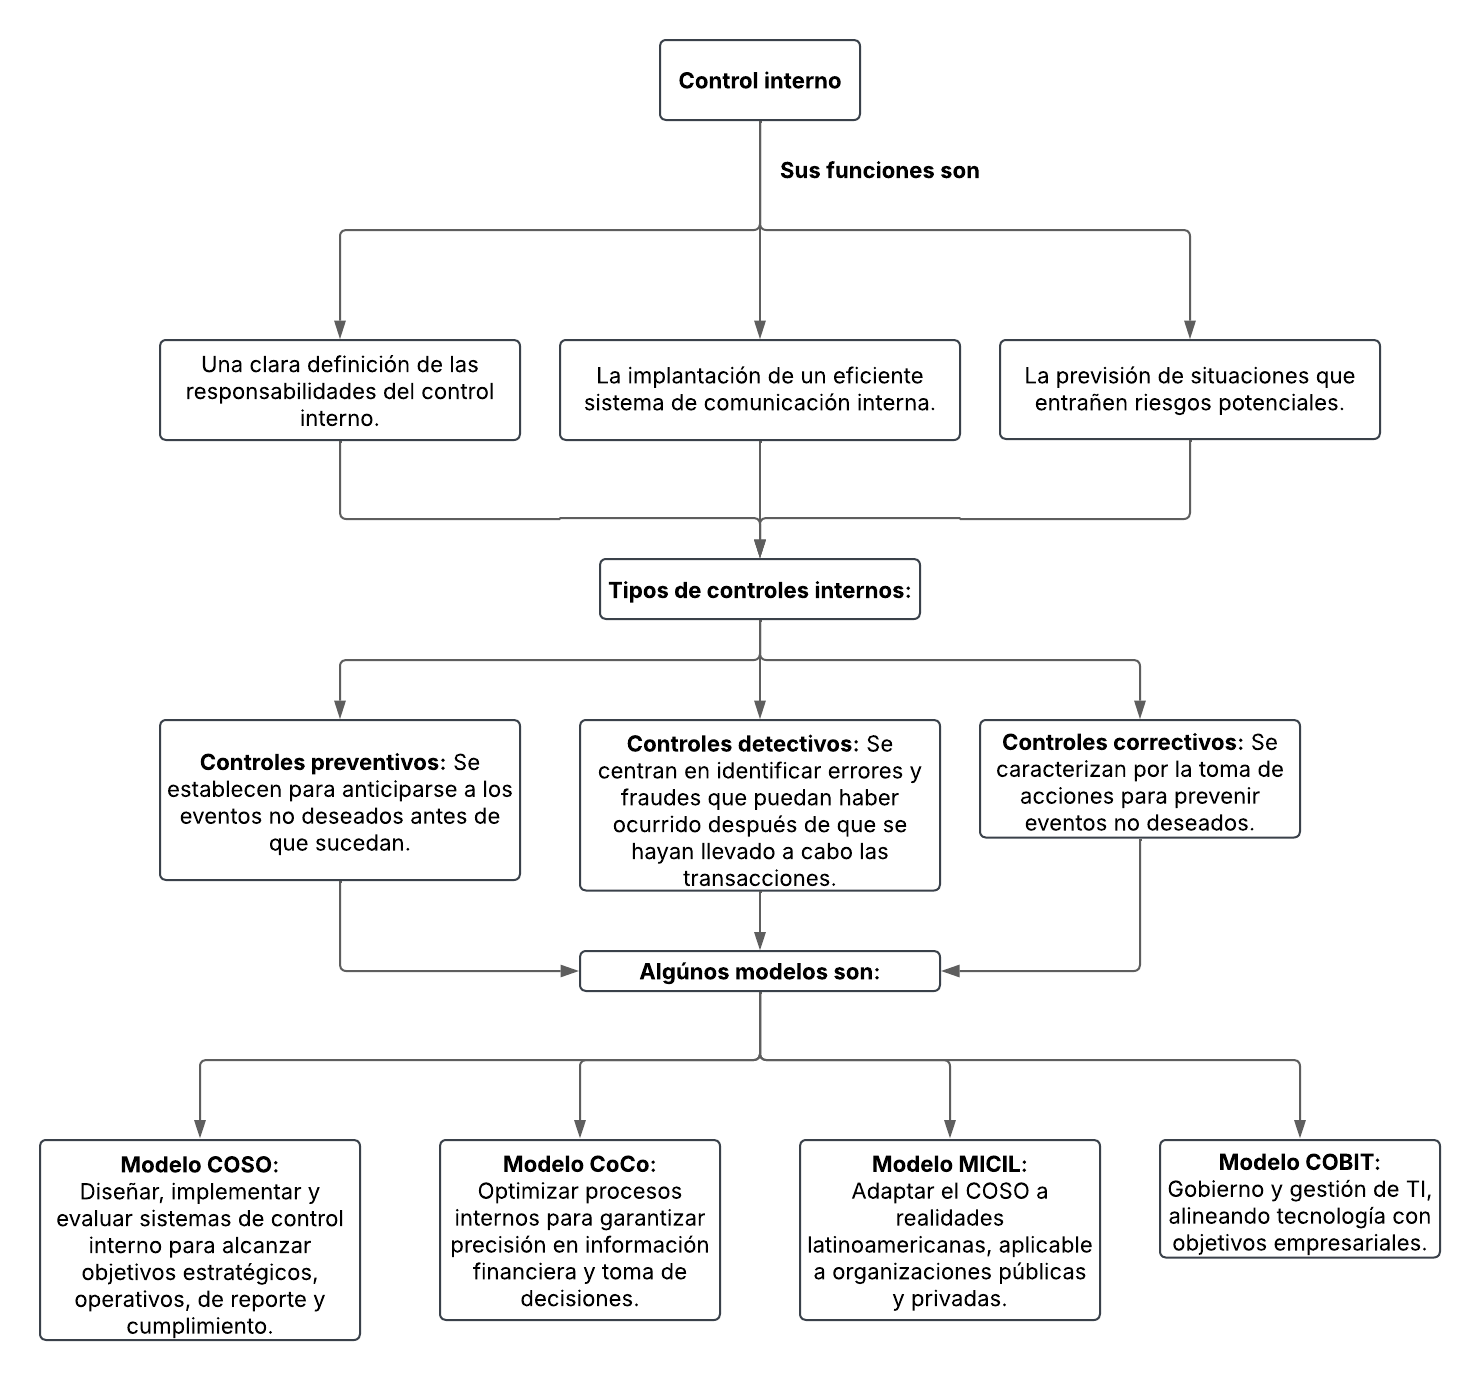 Control interno
Sus funciones son
Una clara definición de las
responsabilidades del control
interno.
La implantación de un eficiente
sistema de comunicación interna.
La previsión de situaciones que
entrañen riesgos potenciales.
Tipos de controles internos:
Controles preventivos: Se
establecen para anticiparse a los
eventos no deseados antes de
que sucedan.
Controles detectivos: Se
centran en identificar errores y
fraudes que puedan haber
ocurrido después de que se
hayan llevado a cabo las
transacciones.
Controles correctivos: Se
caracterizan por la toma de
acciones para prevenir
eventos no deseados.
Algúnos modelos son:
Modelo COSO:
Diseñar, implementar y
evaluar sistemas de control
interno para alcanzar
objetivos estratégicos,
operativos, de reporte y
cumplimiento.
Modelo CoCo:
Optimizar procesos
internos para garantizar
precisión en información
financiera y toma de
decisiones.
Modelo MICIL:
Adaptar el COSO a
realidades
latinoamericanas, aplicable
a organizaciones públicas
y privadas.
Modelo COBIT:
Gobierno y gestión de TI,
alineando tecnología con
objetivos empresariales.